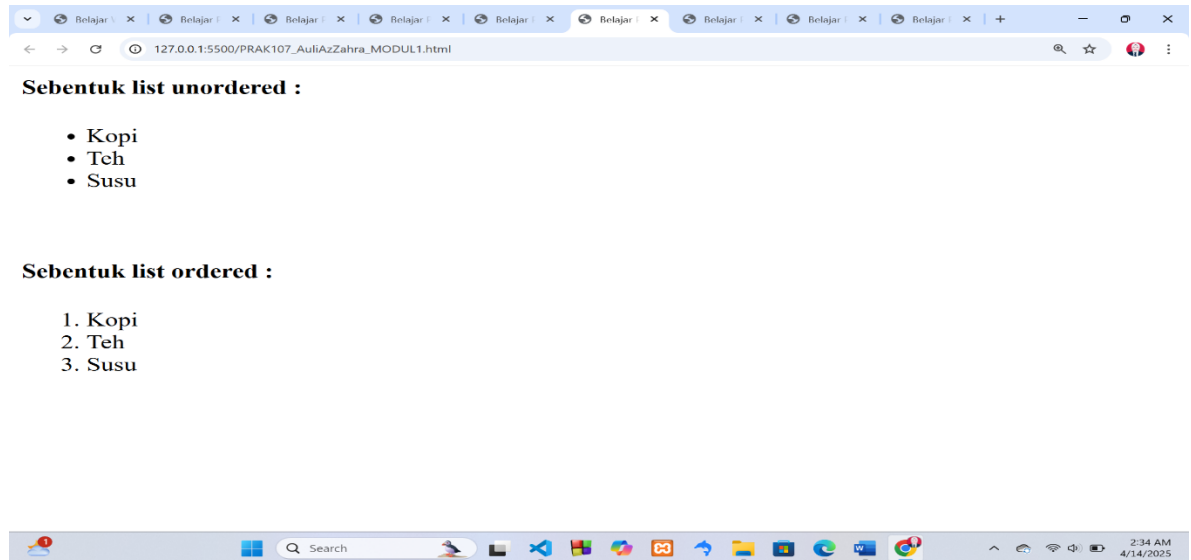 Belajar
Belajar
Belajar
Belajar
Belajar
Belajar
Belajar
Belajar
Belajar
127.0.0.1:5500/PRAK107_AuliAzZahra_MODUL1.html
Sebentuk list unordered :
• Kopi
• Teh
• Susu
Sebentuk list ordered :
1. Kopi
2. Teh
3. Susu
1
Search
2:34 AM
4/14/2025